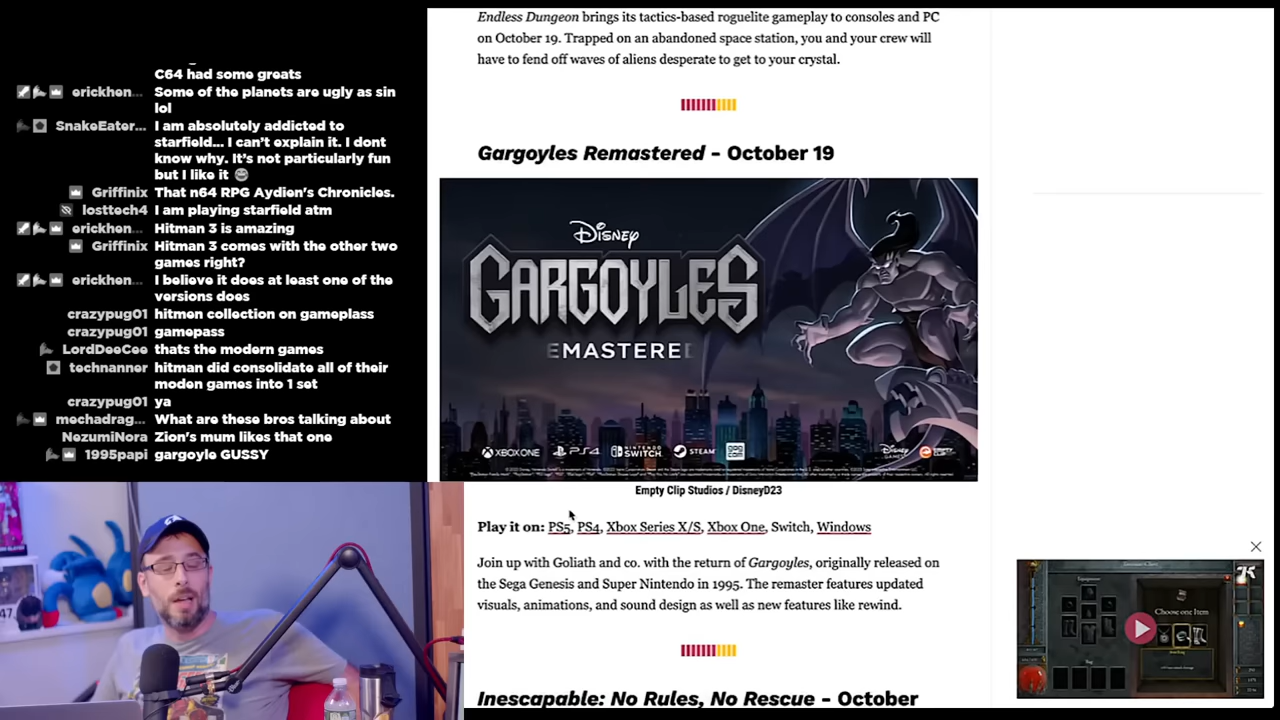 C64 had some greats
erickhen... Some of the planets are ugly as sin
lol
SnakeEater... I am absolutely addicted to
starfield... I can't explain it. I dont
know why. It's not particularly fun
but I like it
Griffinix That n64 RPG Aydien's Chronicles.
losttech4 I am playing starfield atm
erickhen... Hitman 3 is amazing
Griffinix Hitman 3 comes with the other two
games right?
erickhen... I believe it does at least one of the
versions does
crazypug01 hitmen collection on gameplass
crazypug01 gamepass
LordDeeCee thats the modern games
technanner hitman did consolidate all of their
moden games into 1 set
crazypug01 ya
mechadrag... What are these bros talking about
NezumiNora Zion's mum likes that one
1995papi gargoyle GUSSY
Endless Dungeon brings its tactics-based roguelite gameplay to consoles and PC
on October 19. Trapped on an abandoned space station, you and your crew will
have to fend off waves of aliens desperate to get to your crystal.
Gargoyles Remastered - October 19
Disney
GARGOYLES
EMASTERED
XBOX ONE PS4 NINTENDO SWITCH STEAM GOG COM
Empty Clip Studios / DisneyD23
Play it on: PS5, PS4, Xbox Series X/S, Xbox One, Switch, Windows
Join up with Goliath and co. with the return of Gargoyles, originally released on
the Sega Genesis and Super Nintendo in 1995. The remaster features updated
visuals, animations, and sound design as well as new features like rewind.
Inescapable: No Rules, No Rescue - October
Choose one Item
47